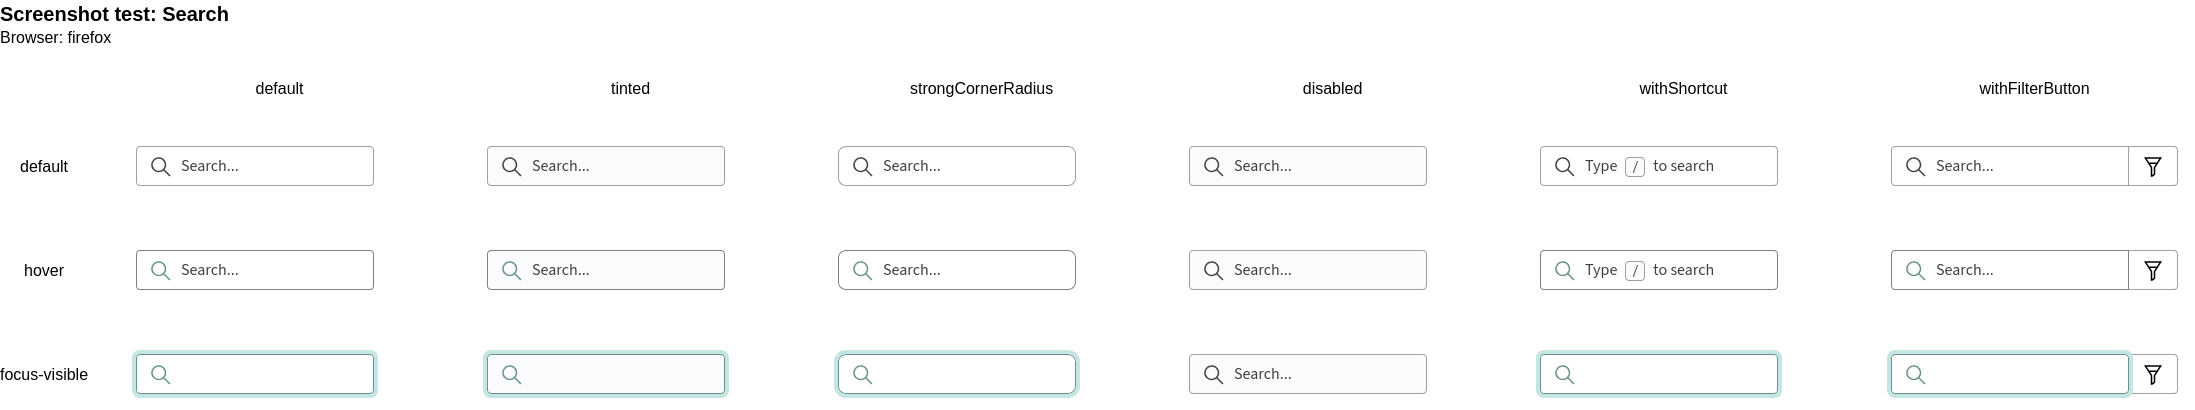 Screenshot test: Search
Browser: firefox
default tinted strongCornerRadius disabled withShortcut withFilterButton
default Search... Search... Search... Search... Type / to search Search...
hover Search... Search... Search... Search... Type / to search Search...
focus-visible Search...